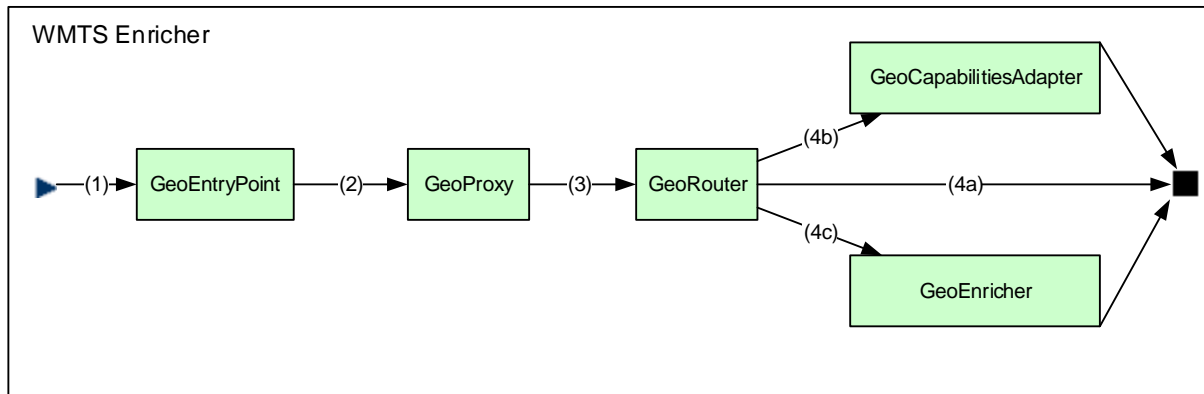 WMTS Enricher
GeoCapabilitiesAdapter
(4b)
(1)
GeoEntryPoint
(2)
GeoProxy
(3)
GeoRouter
(4a)
(4c)
GeoEnricher